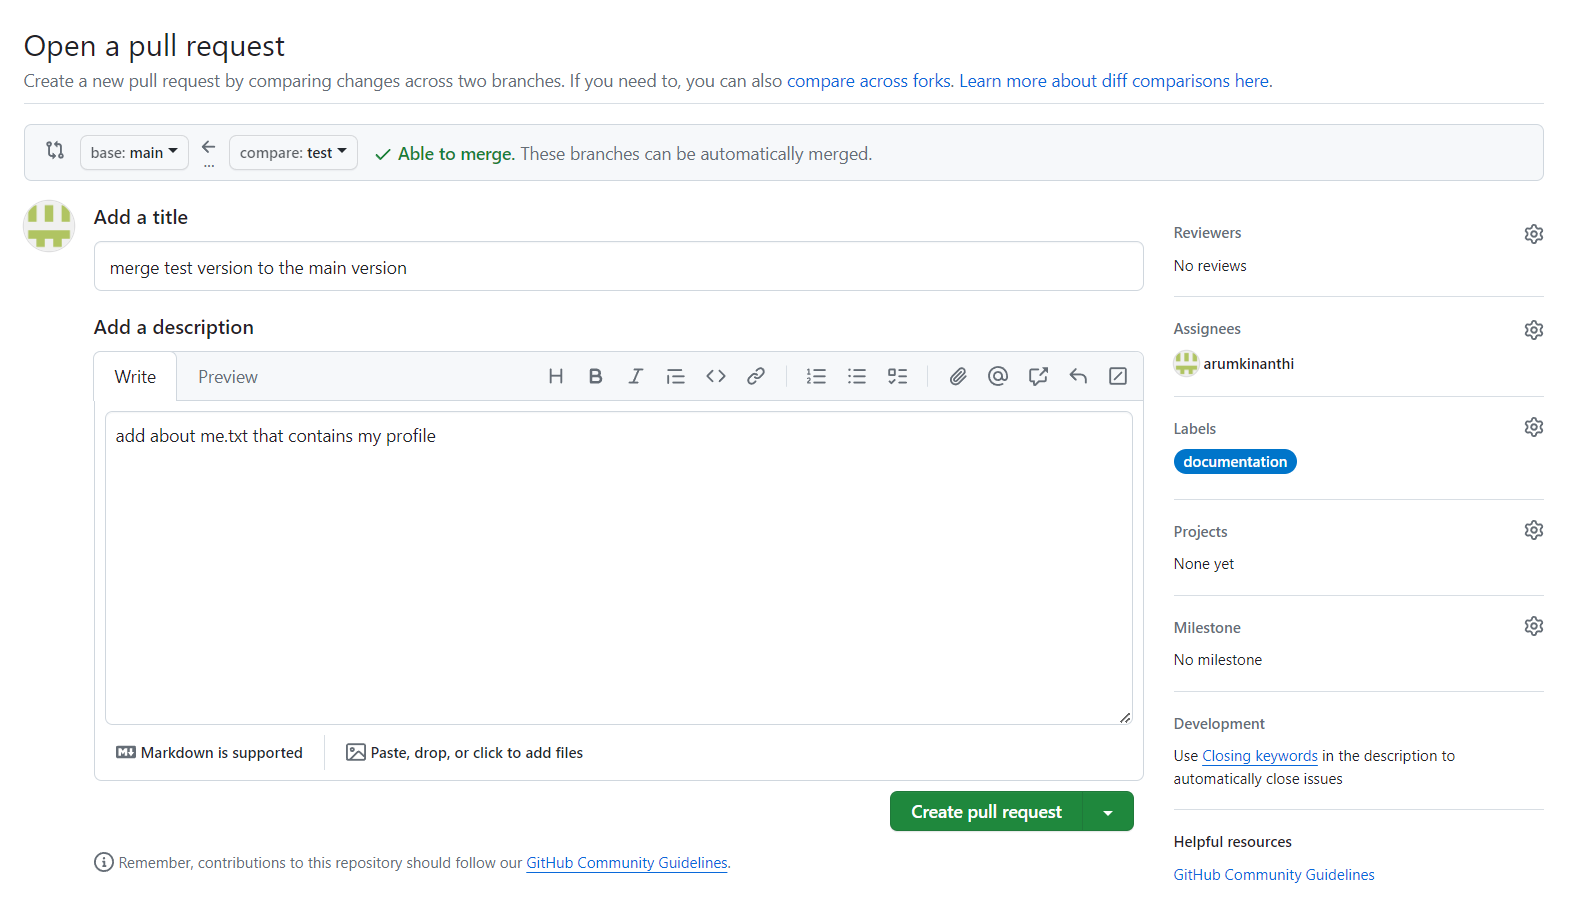 Open a pull request
Create a new pull request by comparing changes across two branches. If you need to, you can also compare across forks. Learn more about diff comparisons here.
base: main
...
compare: test
Able to merge. These branches can be automatically merged.
Add a title
merge test version to the main version
Add a description
Write
Preview
H B I
add about me.txt that contains my profile
Markdown is supported
Paste, drop, or click to add files
Create pull request
Remember, contributions to this repository should follow our GitHub Community Guidelines.
Reviewers
No reviews
Assignees
arumkinanthi
Labels
documentation
Projects
None yet
Milestone
No milestone
Development
Use Closing keywords in the description to
automatically close issues
Helpful resources
GitHub Community Guidelines